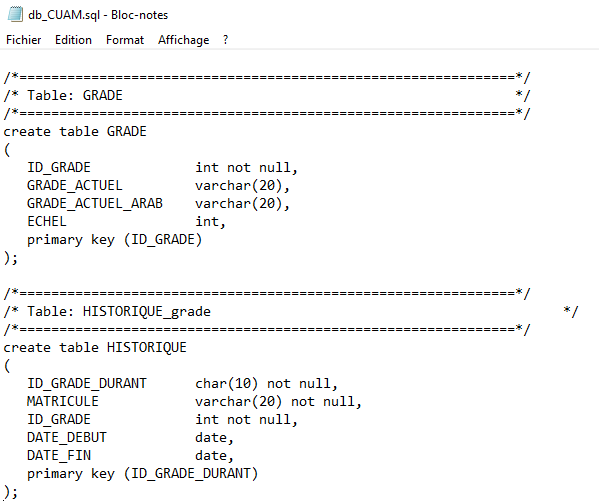 db_CUAM.sql - Bloc-notes
Fichier Edition Format Affichage ?
/*==============================================================*/
/* Table: GRADE                                                 */
/*==============================================================*/
create table GRADE
(
   ID_GRADE             int not null,
   GRADE_ACTUEL         varchar(20),
   GRADE_ACTUEL_ARAB    varchar(20),
   ECHEL                int,
   primary key (ID_GRADE)
);
/*==============================================================*/
/* Table: HISTORIQUE_grade                                            */
/*==============================================================*/
create table HISTORIQUE
(
   ID_GRADE_DURANT      char(10) not null,
   MATRICULE            varchar(20) not null,
   ID_GRADE             int not null,
   DATE_DEBUT           date,
   DATE_FIN             date,
   primary key (ID_GRADE_DURANT)
);